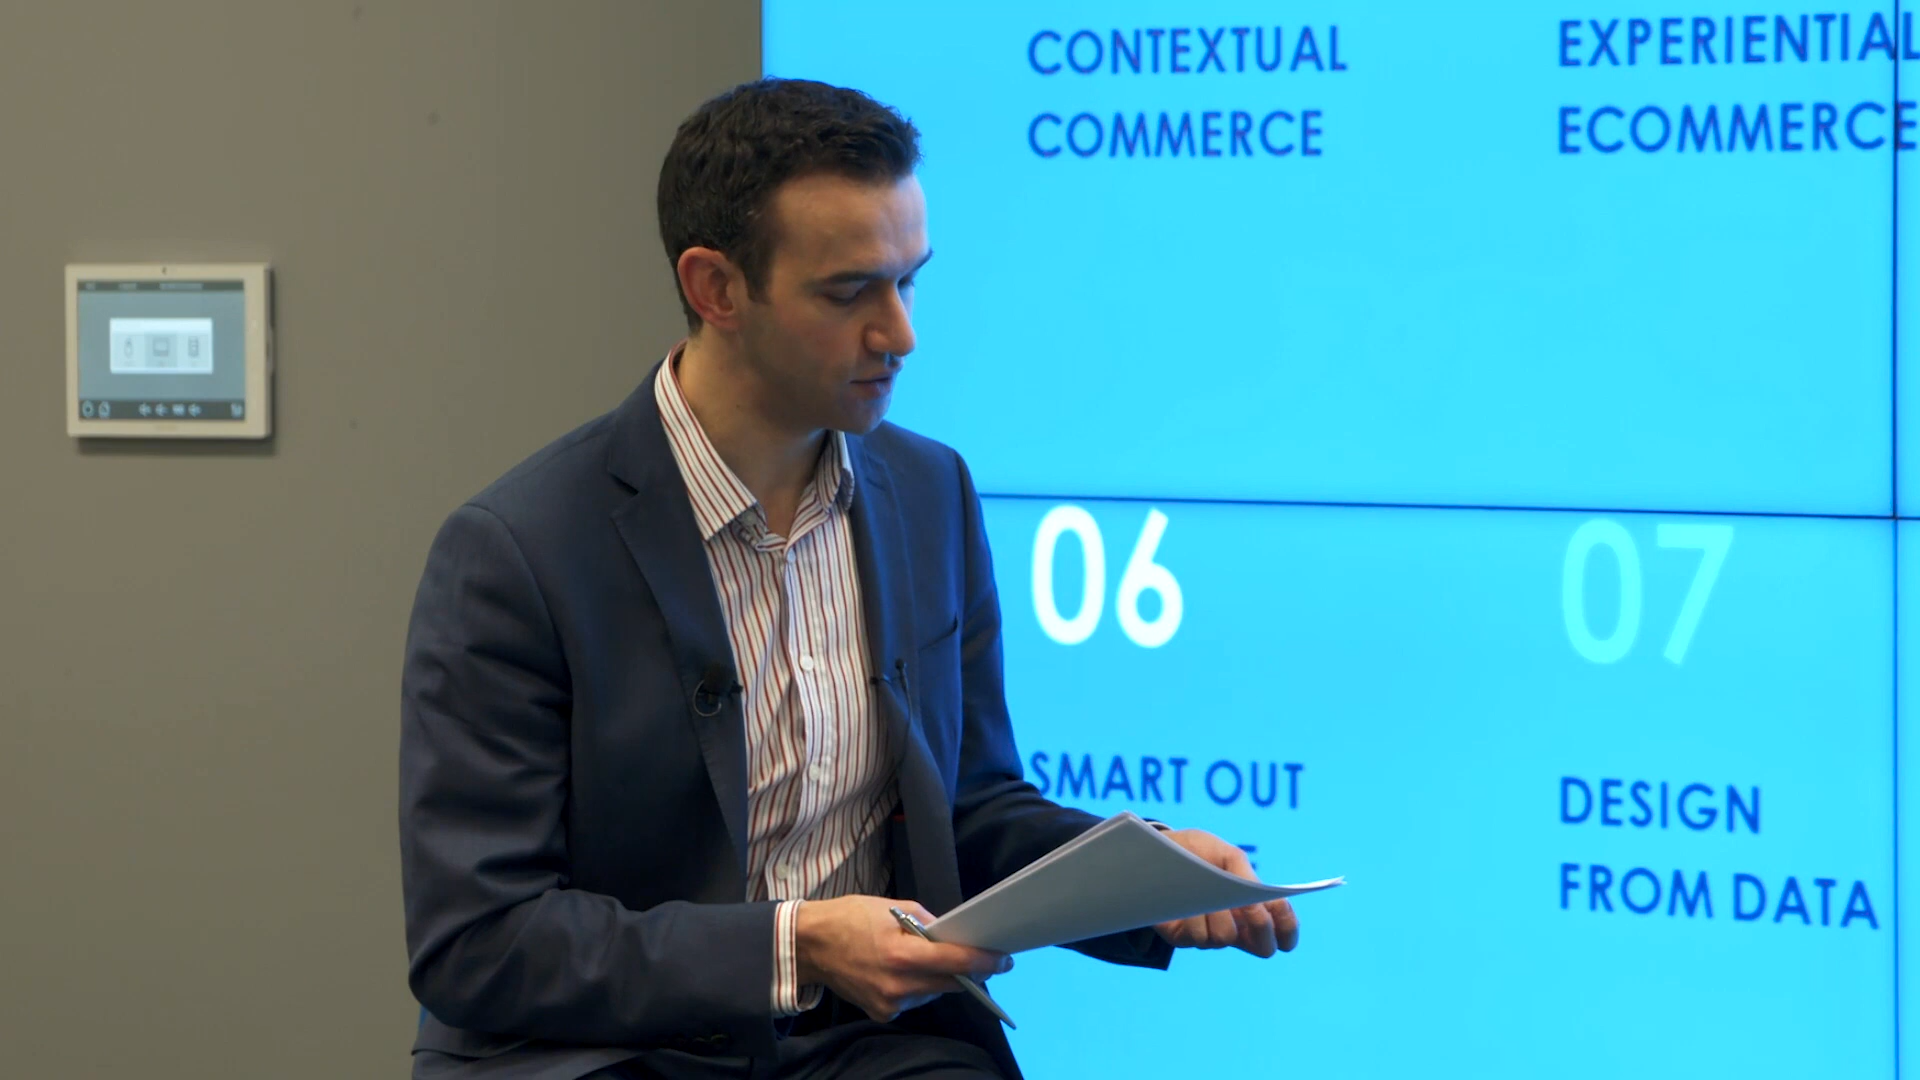 CONTEXTUAL
COMMERCE
EXPERIENTIAL
ECOMMERCE
06
SMART OUT
07
DESIGN
FROM DATA